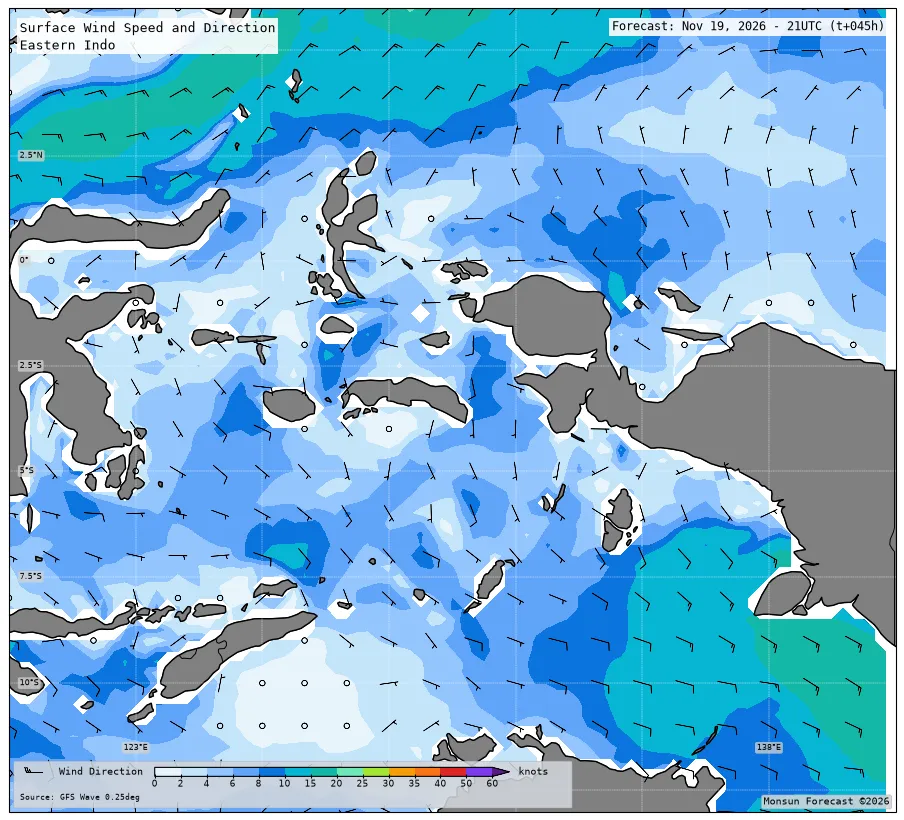 Surface Wind Speed and Direction
Eastern Indo
Forecast: Nov 19, 2026 - 21UTC (t+045h)
2.5°N
0°
2.5°S
5°S
7.5°S
10°S
123°E
138°E
Wind Direction
0 2 4 6 8 10 15 20 25 30 35 40 50 60
knots
Source: GFS Wave 0.25deg
Monsun Forecast ©2026